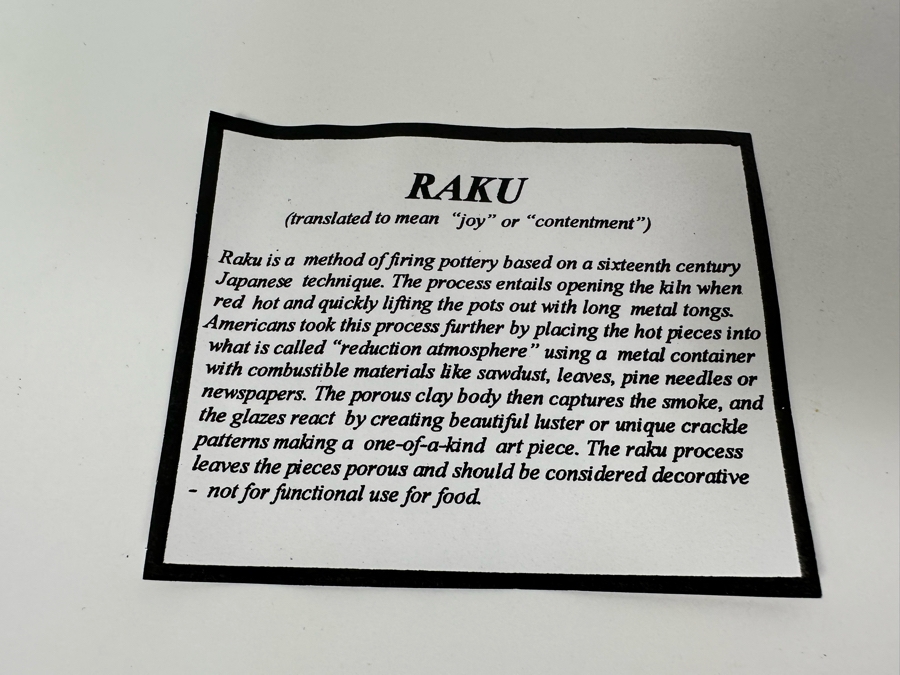 RAKU
(translated to mean “joy” or “contentment”)
Raku is a method of firing pottery based on a sixteenth century
Japanese technique. The process entails opening the kiln when
red hot and quickly lifting the pots out with long metal tongs.
Americans took this process further by placing the hot pieces into
what is called “reduction atmosphere” using a metal container
with combustible materials like sawdust, leaves, pine needles or
newspapers. The porous clay body then captures the smoke, and
the glazes react by creating beautiful luster or unique crackle
patterns making a one-of-a-kind art piece. The raku process
leaves the pieces porous and should be considered decorative
- not for functional use for food.